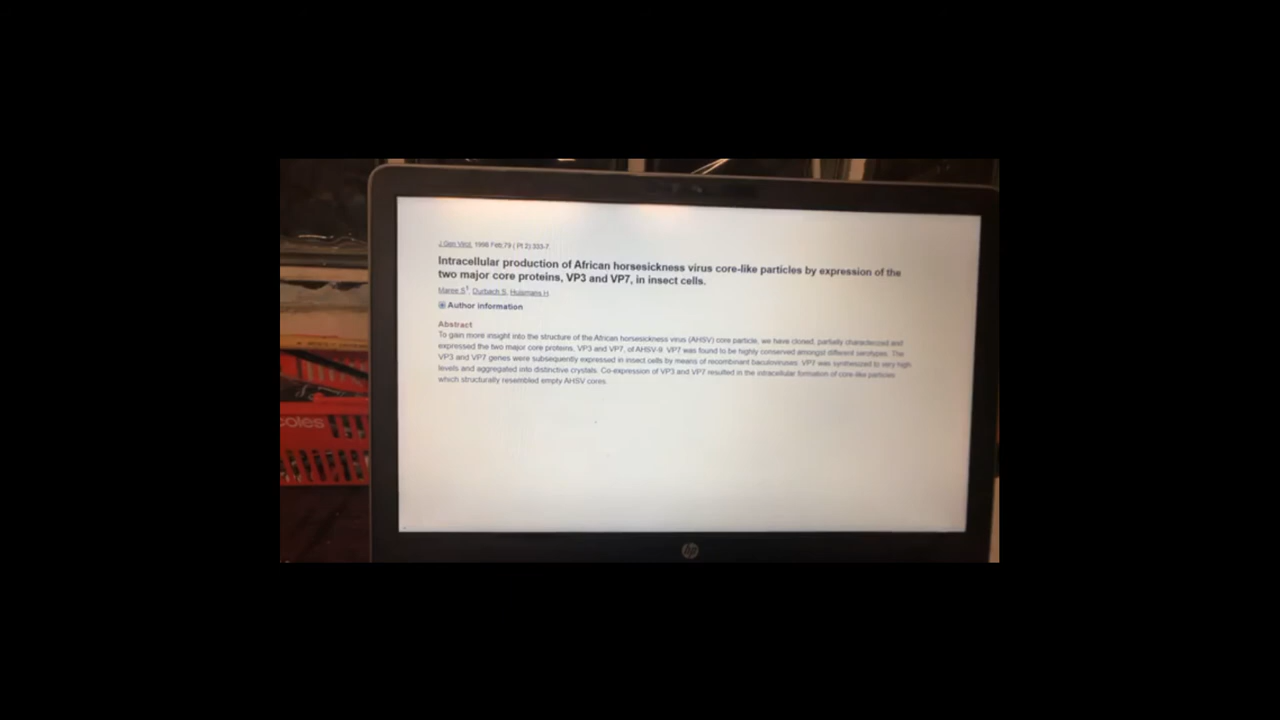 J Gen Virol. 1998 Feb;79 ( Pt 2):333-7.
Intracellular production of African horsesickness virus core-like particles by expression of the
two major core proteins, VP3 and VP7, in insect cells.
Maree S1, Durbach S, Huismans H.
Author information
Abstract
To gain more insight into the structure of the African horsesickness virus (AHSV) core particle, we have cloned, partially characterized and
expressed the two major core proteins, VP3 and VP7, of AHSV-9. VP7 was found to be highly conserved amongst different serotypes. The
VP3 and VP7 genes were subsequently expressed in insect cells by means of recombinant baculoviruses. VP7 was synthesized to very high
levels and aggregated into distinctive crystals. Co-expression of VP3 and VP7 resulted in the intracellular formation of core-like particles
which structurally resembled empty AHSV cores.
coles
hp